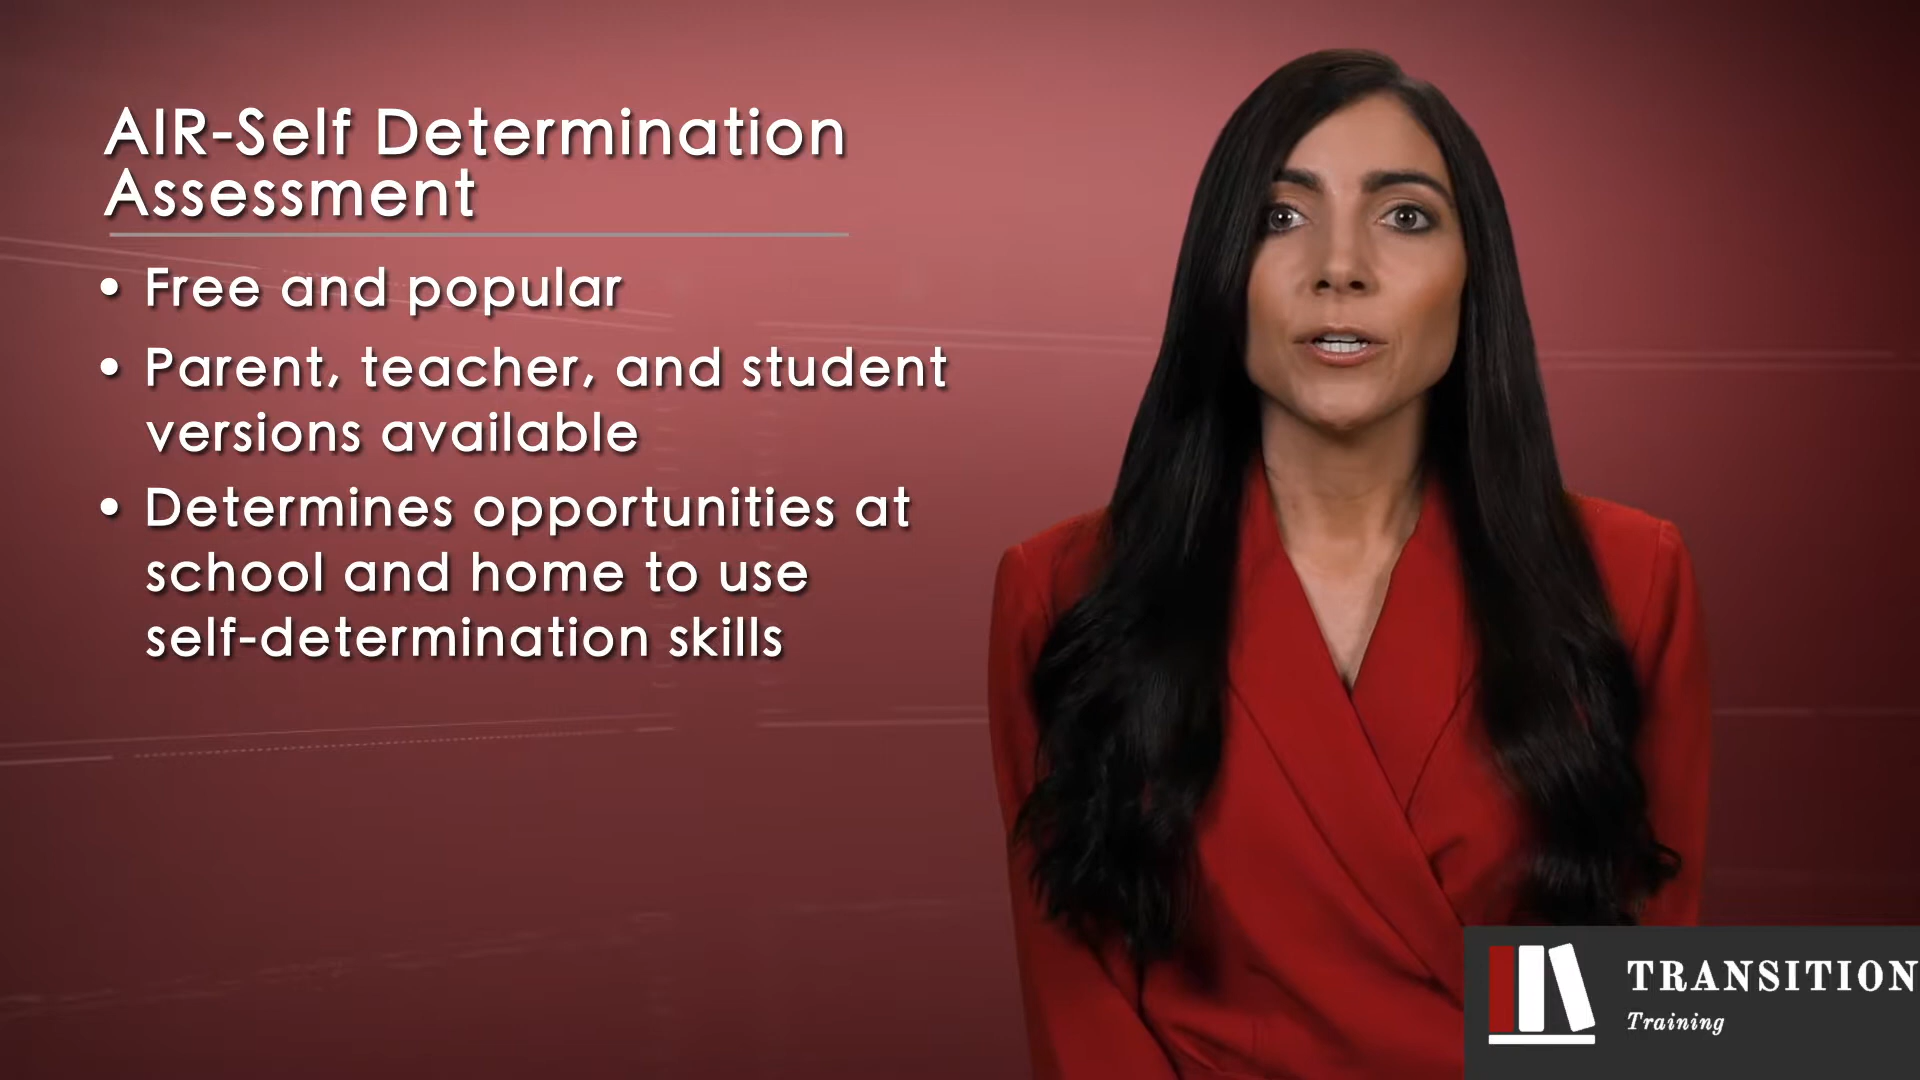 AIR-Self Determination
Assessment
• Free and popular
• Parent, teacher, and student
versions available
• Determines opportunities at
school and home to use
self-determination skills
TRANSITION
Training